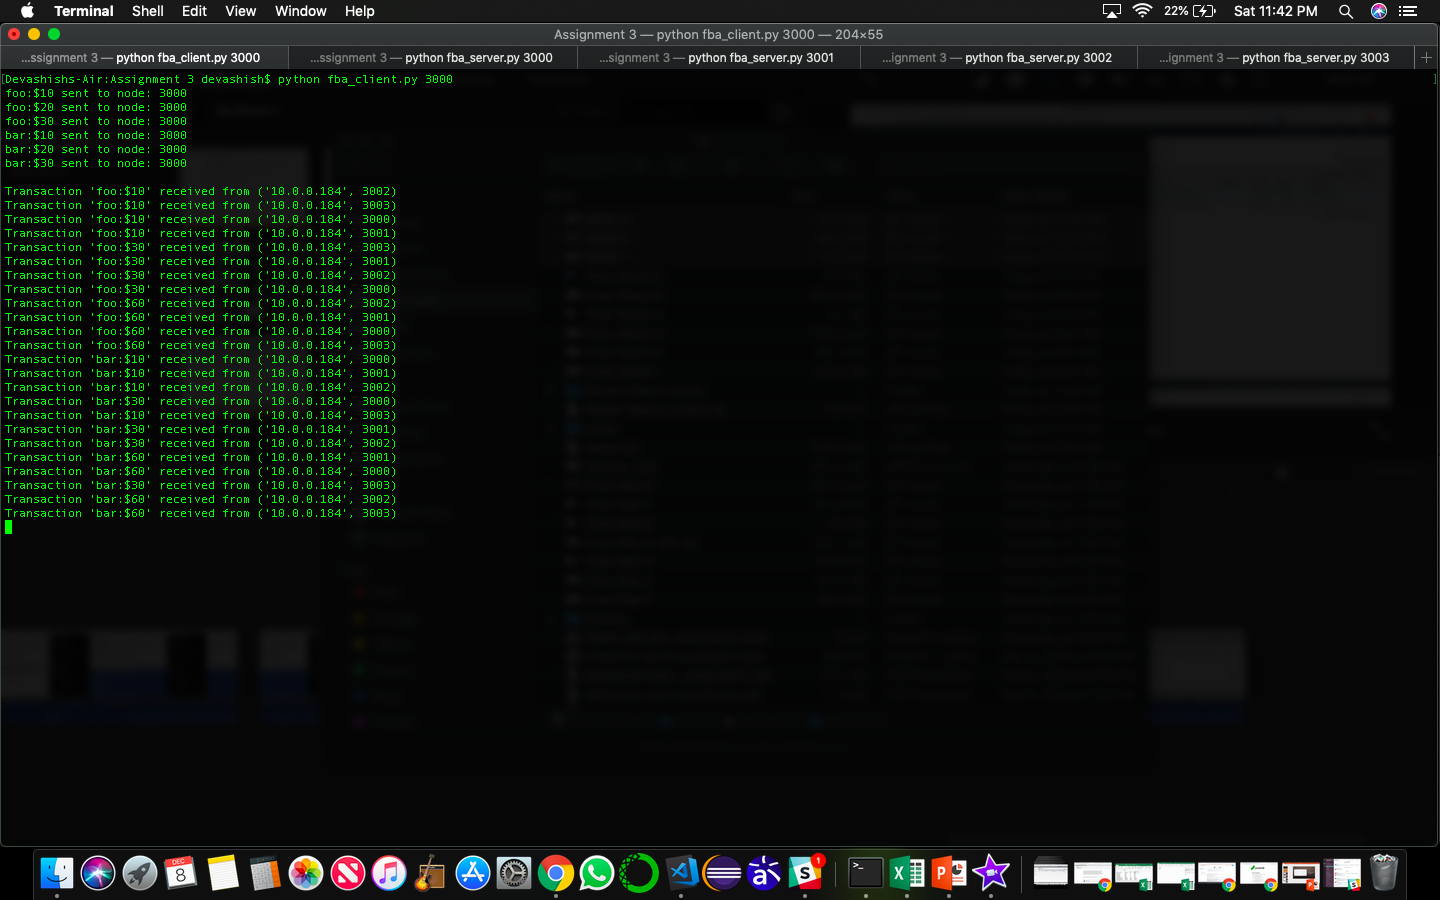 Terminal Shell Edit View Window Help 22% Sat 11:42 PM
Assignment 3 — python fba_client.py 3000 — 204×55
...ssignment 3 — python fba_client.py 3000 ...ssignment 3 — python fba_server.py 3000 ...ignment 3 — python fba_server.py 3001 ...ignment 3 — python fba_server.py 3002 ...ignment 3 — python fba_server.py 3003
[Devashishs-Air:Assignment 3 devashish$ python fba_client.py 3000 ]
foo:$10 sent to node: 3000
foo:$20 sent to node: 3000
foo:$30 sent to node: 3000
bar:$10 sent to node: 3000
bar:$20 sent to node: 3000
bar:$30 sent to node: 3000
Transaction 'foo:$10' received from ('10.0.0.184', 3002)
Transaction 'foo:$10' received from ('10.0.0.184', 3003)
Transaction 'foo:$10' received from ('10.0.0.184', 3000)
Transaction 'foo:$10' received from ('10.0.0.184', 3001)
Transaction 'foo:$30' received from ('10.0.0.184', 3003)
Transaction 'foo:$30' received from ('10.0.0.184', 3001)
Transaction 'foo:$30' received from ('10.0.0.184', 3002)
Transaction 'foo:$30' received from ('10.0.0.184', 3000)
Transaction 'foo:$60' received from ('10.0.0.184', 3002)
Transaction 'foo:$60' received from ('10.0.0.184', 3001)
Transaction 'foo:$60' received from ('10.0.0.184', 3000)
Transaction 'foo:$60' received from ('10.0.0.184', 3003)
Transaction 'bar:$10' received from ('10.0.0.184', 3000)
Transaction 'bar:$10' received from ('10.0.0.184', 3001)
Transaction 'bar:$10' received from ('10.0.0.184', 3002)
Transaction 'bar:$30' received from ('10.0.0.184', 3000)
Transaction 'bar:$10' received from ('10.0.0.184', 3003)
Transaction 'bar:$30' received from ('10.0.0.184', 3001)
Transaction 'bar:$30' received from ('10.0.0.184', 3002)
Transaction 'bar:$60' received from ('10.0.0.184', 3001)
Transaction 'bar:$60' received from ('10.0.0.184', 3000)
Transaction 'bar:$30' received from ('10.0.0.184', 3003)
Transaction 'bar:$60' received from ('10.0.0.184', 3002)
Transaction 'bar:$60' received from ('10.0.0.184', 3003)
DEC
8
1